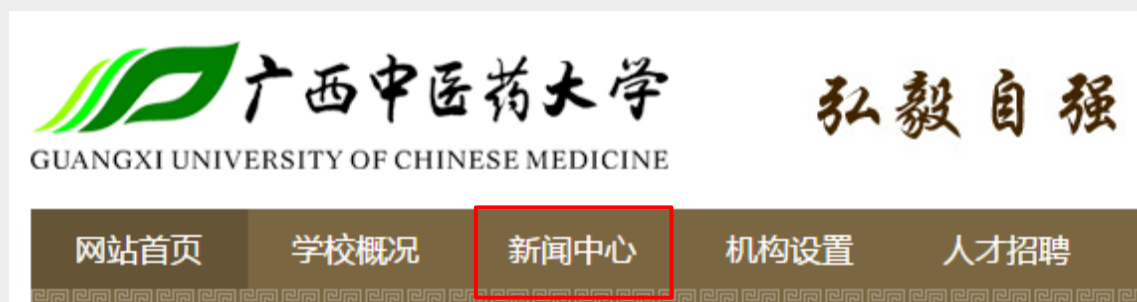 广西中医药大学
弘毅自强
GUANGXI UNIVERSITY OF CHINESE MEDICINE
网站首页 学校概况 新闻中心 机构设置 人才招聘